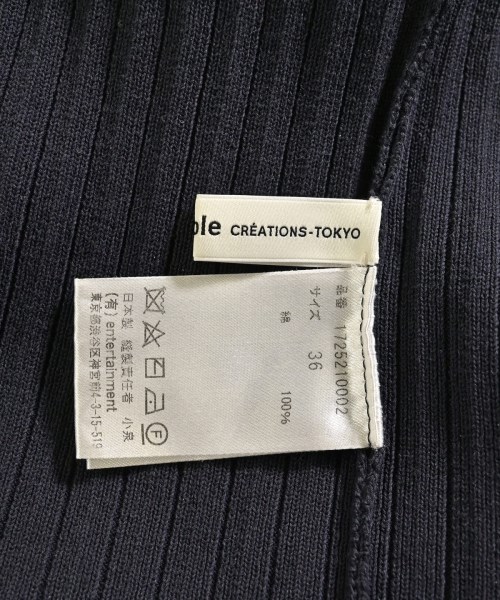 ble CRÉATIONS-TOKYO
品番 1725210002
サイズ 36
綿 100%
日本製 縫製責任者 小泉
(有) entertainment
東京都渋谷区神宮前4-3-15-519